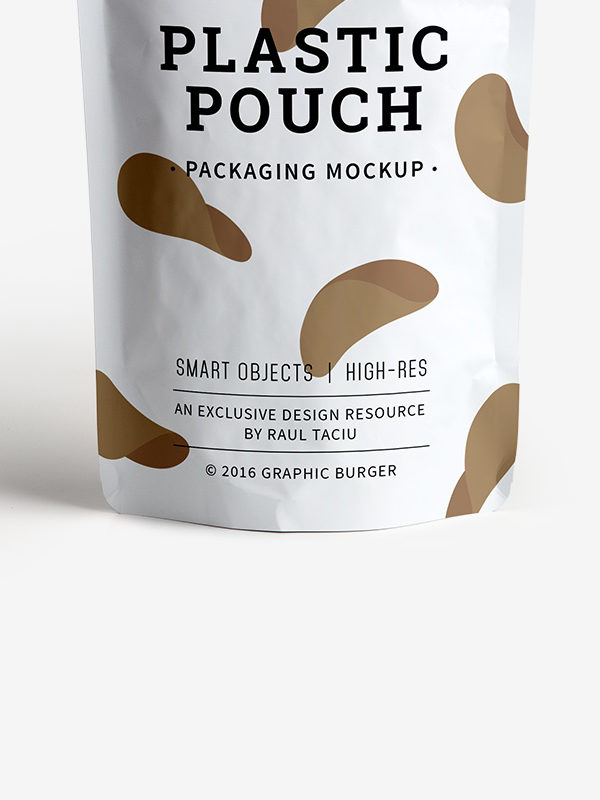 PLASTIC
POUCH
· PACKAGING MOCKUP ·
SMART OBJECTS | HIGH-RES
AN EXCLUSIVE DESIGN RESOURCE
BY RAUL TACIU
© 2016 GRAPHIC BURGER